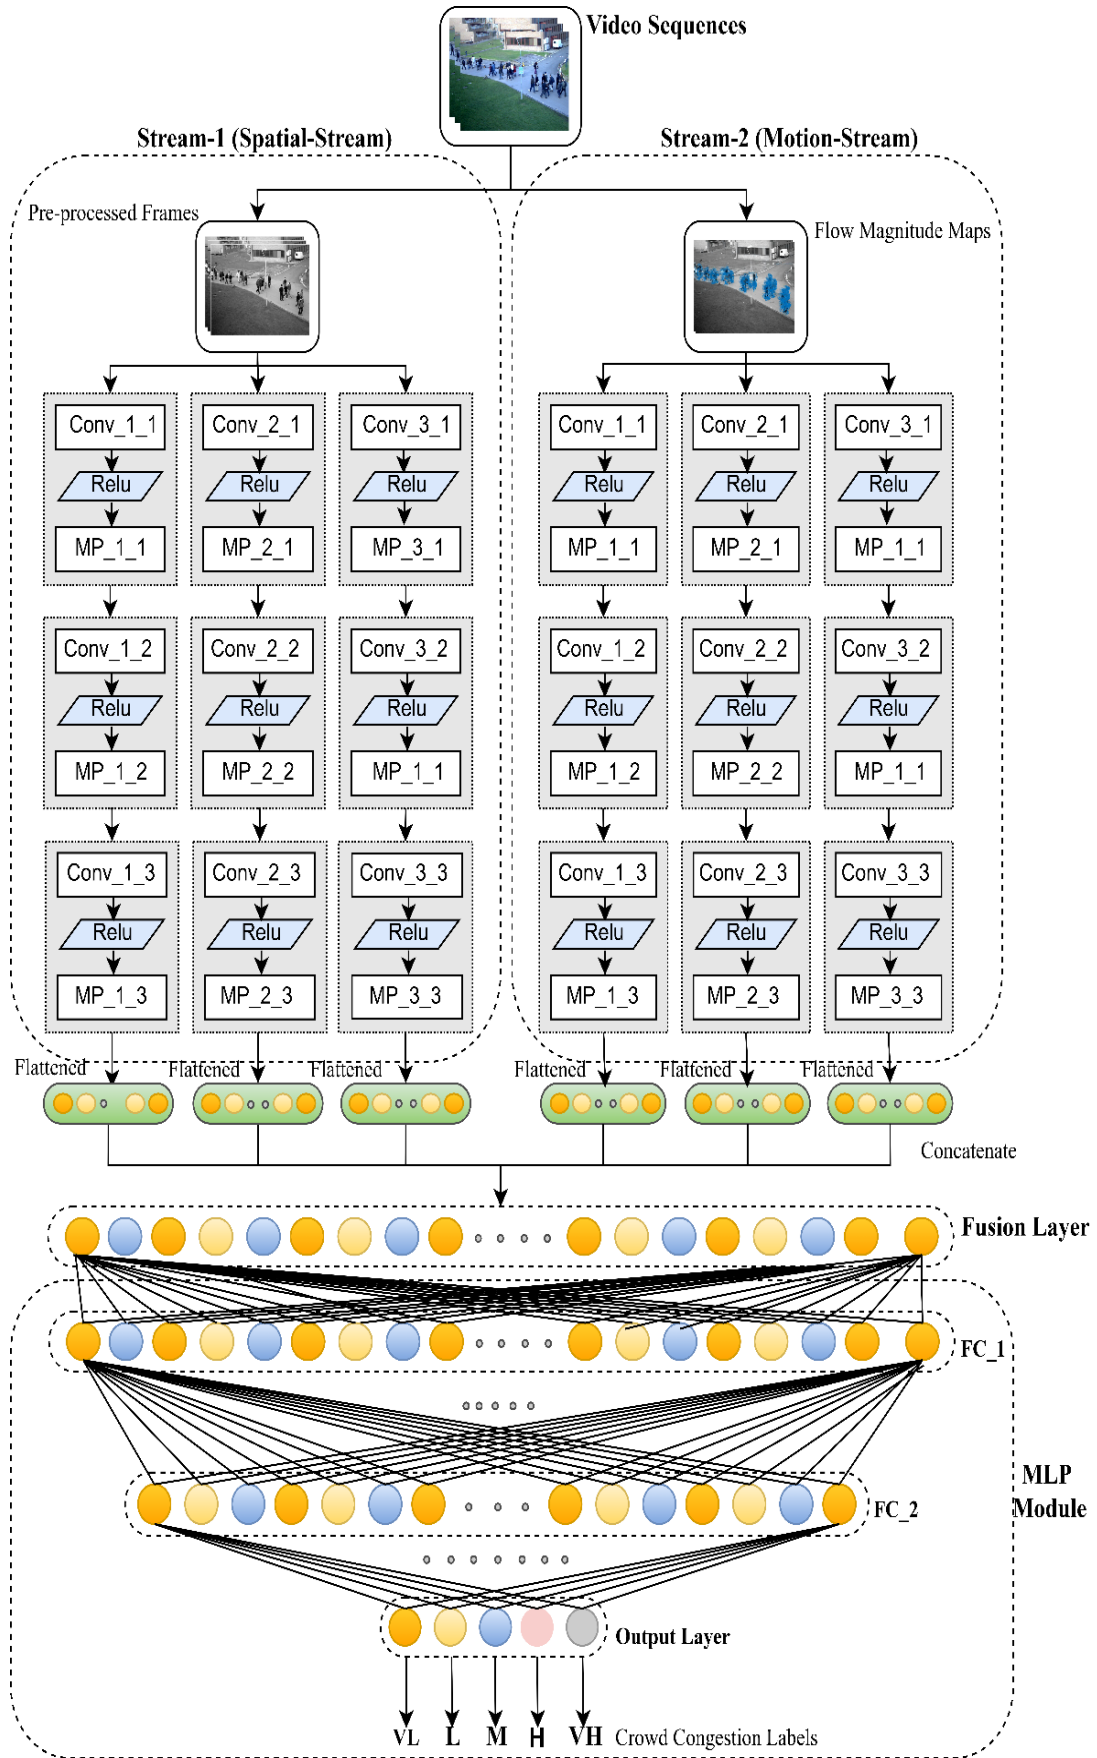 Video Sequences
Stream-1 (Spatial-Stream)
Stream-2 (Motion-Stream)
Pre-processed Frames
Flow Magnitude Maps
Conv_1_1 Conv_2_1 Conv_3_1 Conv_1_1 Conv_2_1 Conv_3_1
Relu Relu Relu Relu Relu Relu
MP_1_1 MP_2_1 MP_3_1 MP_1_1 MP_2_1 MP_1_1
Conv_1_2 Conv_2_2 Conv_3_2 Conv_1_2 Conv_2_2 Conv_3_2
Relu Relu Relu Relu Relu Relu
MP_1_2 MP_2_2 MP_1_1 MP_1_2 MP_2_2 MP_1_1
Conv_1_3 Conv_2_3 Conv_3_3 Conv_1_3 Conv_2_3 Conv_3_3
Relu Relu Relu Relu Relu Relu
MP_1_3 MP_2_3 MP_3_3 MP_1_3 MP_2_3 MP_3_3
Flattened Flattened Flattened Flattened Flattened Flattened
Concatenate
Fusion Layer
FC_1
MLP
Module
FC_2
Output Layer
VL L M H VH Crowd Congestion Labels